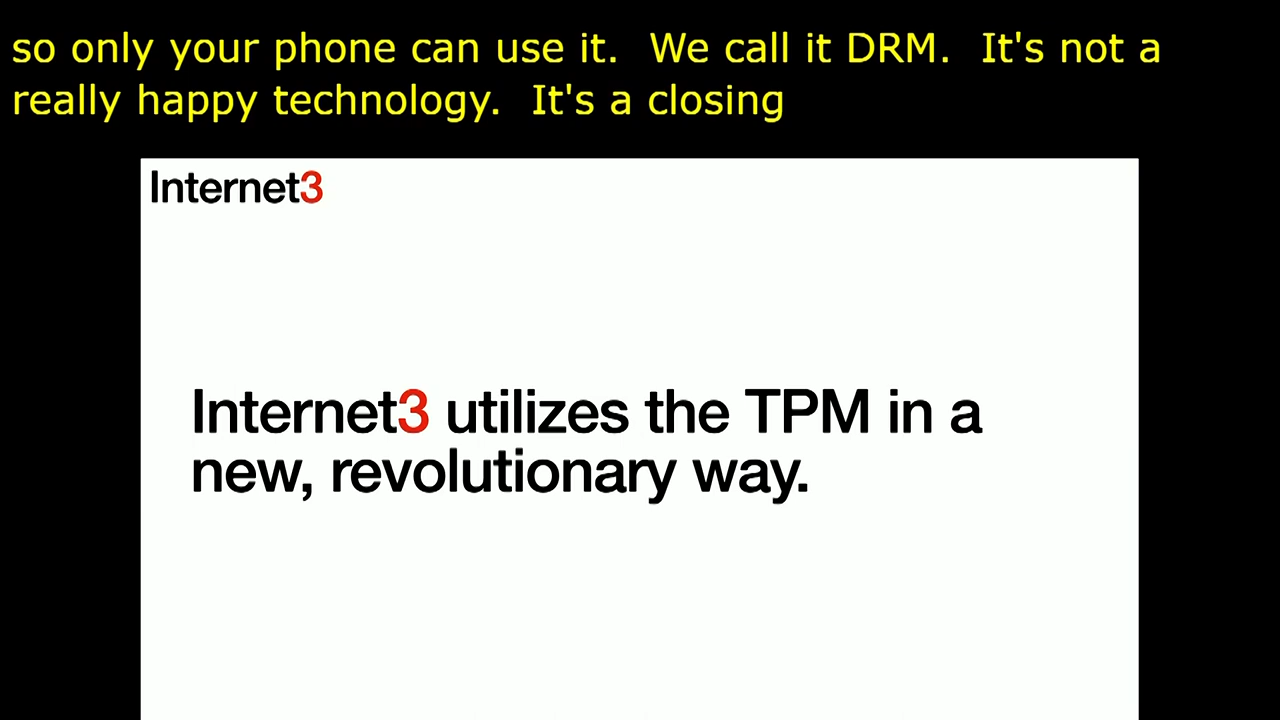 so only your phone can use it.  We call it DRM.  It's not a
really happy technology.  It's a closing
Internet3
Internet3 utilizes the TPM in a
new, revolutionary way.